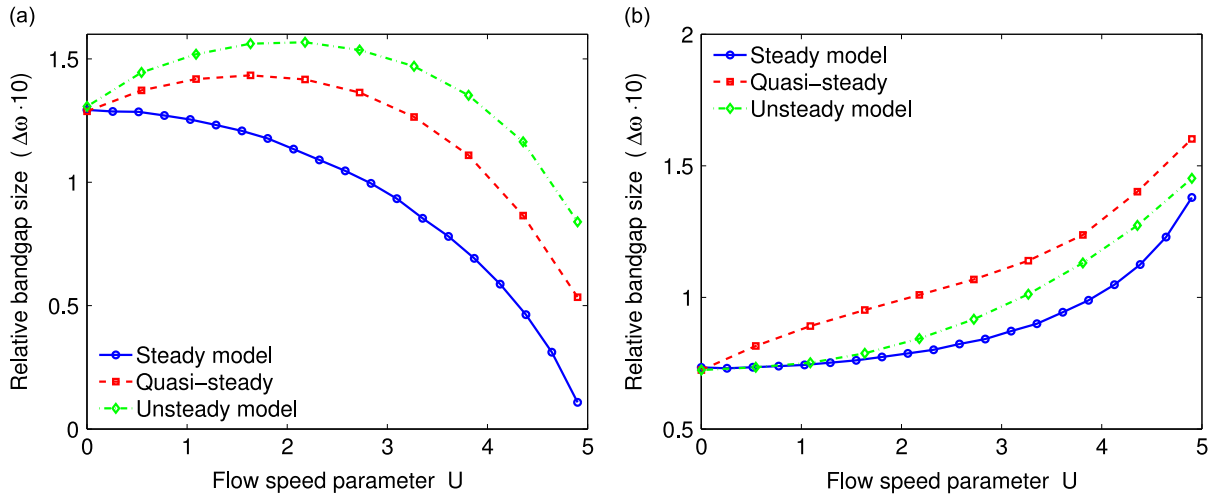 (a)
Relative bandgap size ( Δω · 10)
1.5
1
0.5
0
Steady model
Quasi−steady
Unsteady model
0 1 2 3 4 5
Flow speed parameter U
(b)
Relative bandgap size ( Δω · 10)
2
1.5
1
0.5
Steady model
Quasi−steady
Unsteady model
0 1 2 3 4 5
Flow speed parameter U